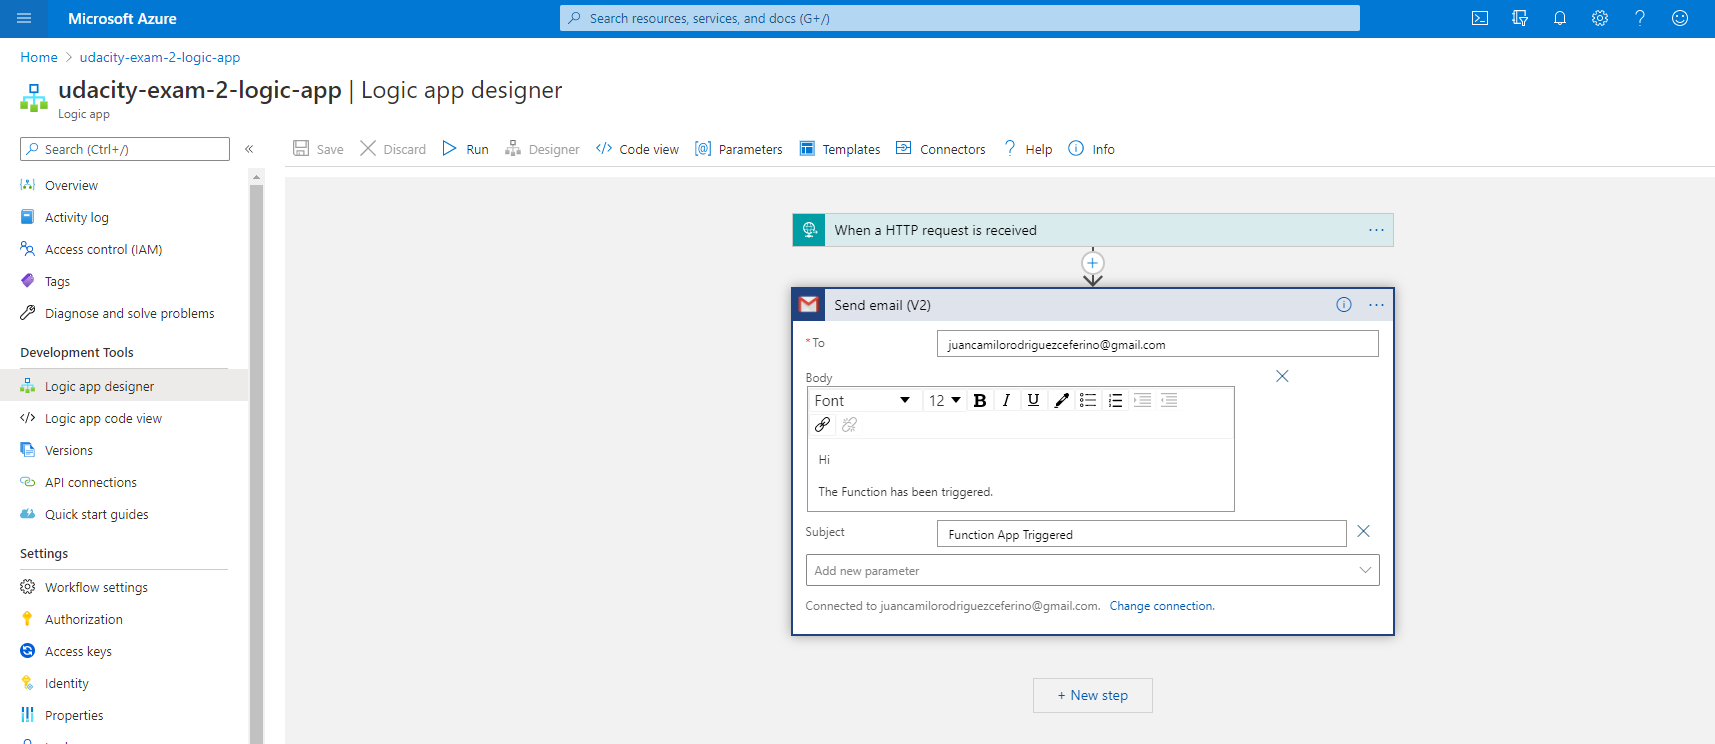 Microsoft Azure
Search resources, services, and docs (G+/)
Home > udacity-exam-2-logic-app
udacity-exam-2-logic-app | Logic app designer
Logic app
Search (Ctrl+/)
«
Save
Discard
Run
Designer
Code view
Parameters
Templates
Connectors
Help
Info
Overview
Activity log
Access control (IAM)
Tags
Diagnose and solve problems
Development Tools
Logic app designer
Logic app code view
Versions
API connections
Quick start guides
Settings
Workflow settings
Authorization
Access keys
Identity
Properties
When a HTTP request is received
Send email (V2)
* To
juancamilorodriguezceferino@gmail.com
Body
Font
12
B
I
U
Hi
The Function has been triggered.
Subject
Function App Triggered
Add new parameter
Connected to juancamilorodriguezceferino@gmail.com. Change connection.
+ New step